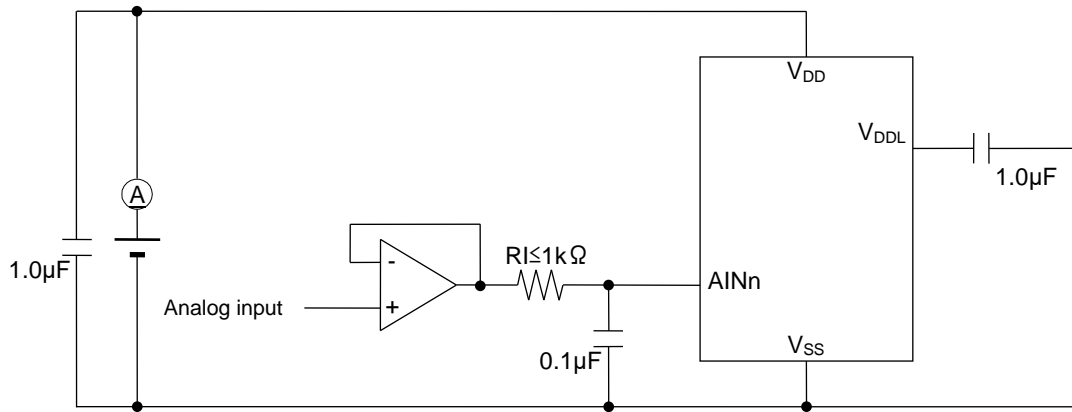 VDD
VDDL
1.0µF
A
1.0µF
RI≤1kΩ
-
+
Analog input
AINn
0.1µF
VSS